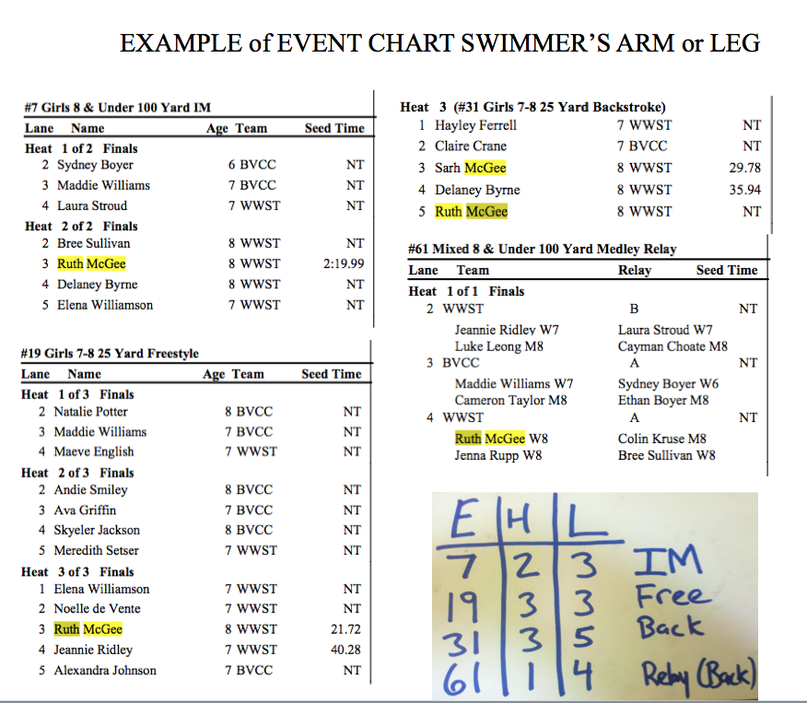 EXAMPLE of EVENT CHART SWIMMER'S ARM or LEG
#7 Girls 8 & Under 100 Yard IM
Lane Name Age Team Seed Time
Heat 1 of 2 Finals
2 Sydney Boyer 6 BVCC NT
3 Maddie Williams 7 BVCC NT
4 Laura Stroud 7 WWST NT
Heat 2 of 2 Finals
2 Bree Sullivan 8 WWST NT
3 Ruth McGee 8 WWST 2:19.99
4 Delaney Byrne 8 WWST NT
5 Elena Williamson 7 WWST NT
#19 Girls 7-8 25 Yard Freestyle
Lane Name Age Team Seed Time
Heat 1 of 3 Finals
2 Natalie Potter 8 BVCC NT
3 Maddie Williams 7 BVCC NT
4 Maeve English 7 WWST NT
Heat 2 of 3 Finals
2 Andie Smiley 8 BVCC NT
3 Ava Griffin 7 BVCC NT
4 Skyeler Jackson 8 BVCC NT
5 Meredith Setser 7 WWST NT
Heat 3 of 3 Finals
1 Elena Williamson 7 WWST NT
2 Noelle de Vente 7 WWST NT
3 Ruth McGee 8 WWST 21.72
4 Jeannie Ridley 7 WWST 40.28
5 Alexandra Johnson 7 BVCC NT
Heat 3 (#31 Girls 7-8 25 Yard Backstroke)
1 Hayley Ferrell 7 WWST NT
2 Claire Crane 7 BVCC NT
3 Sarh McGee 8 WWST 29.78
4 Delaney Byrne 8 WWST 35.94
5 Ruth McGee 8 WWST NT
#61 Mixed 8 & Under 100 Yard Medley Relay
Lane Team Relay Seed Time
Heat 1 of 1 Finals
2 WWST B NT
Jeannie Ridley W7 Laura Stroud W7
Luke Leong M8 Cayman Choate M8
3 BVCC A NT
Maddie Williams W7 Sydney Boyer W6
Cameron Taylor M8 Ethan Boyer M8
4 WWST A NT
Ruth McGee W8 Colin Kruse M8
Jenna Rupp W8 Bree Sullivan W8
E H L
7 2 3 IM
19 3 3 Free
31 3 5 Back
61 1 4 Relay (Back)